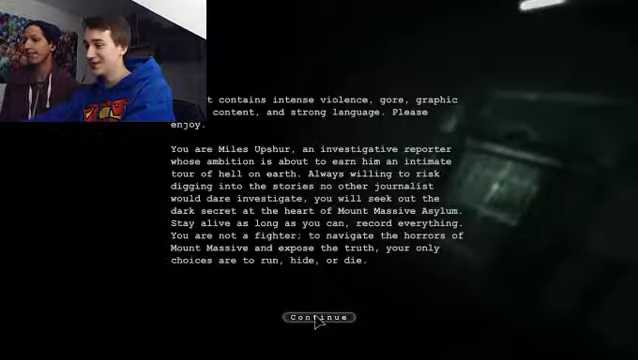 t contains intense violence, gore, graphic
content, and strong language. Please
enjoy.
You are Miles Upshur, an investigative reporter
whose ambition is about to earn him an intimate
tour of hell on earth. Always willing to risk
digging into the stories no other journalist
would dare investigate, you will seek out the
dark secret at the heart of Mount Massive Asylum.
Stay alive as long as you can, record everything.
You are not a fighter; to navigate the horrors of
Mount Massive and expose the truth, your only
choices are to run, hide, or die.
Continue